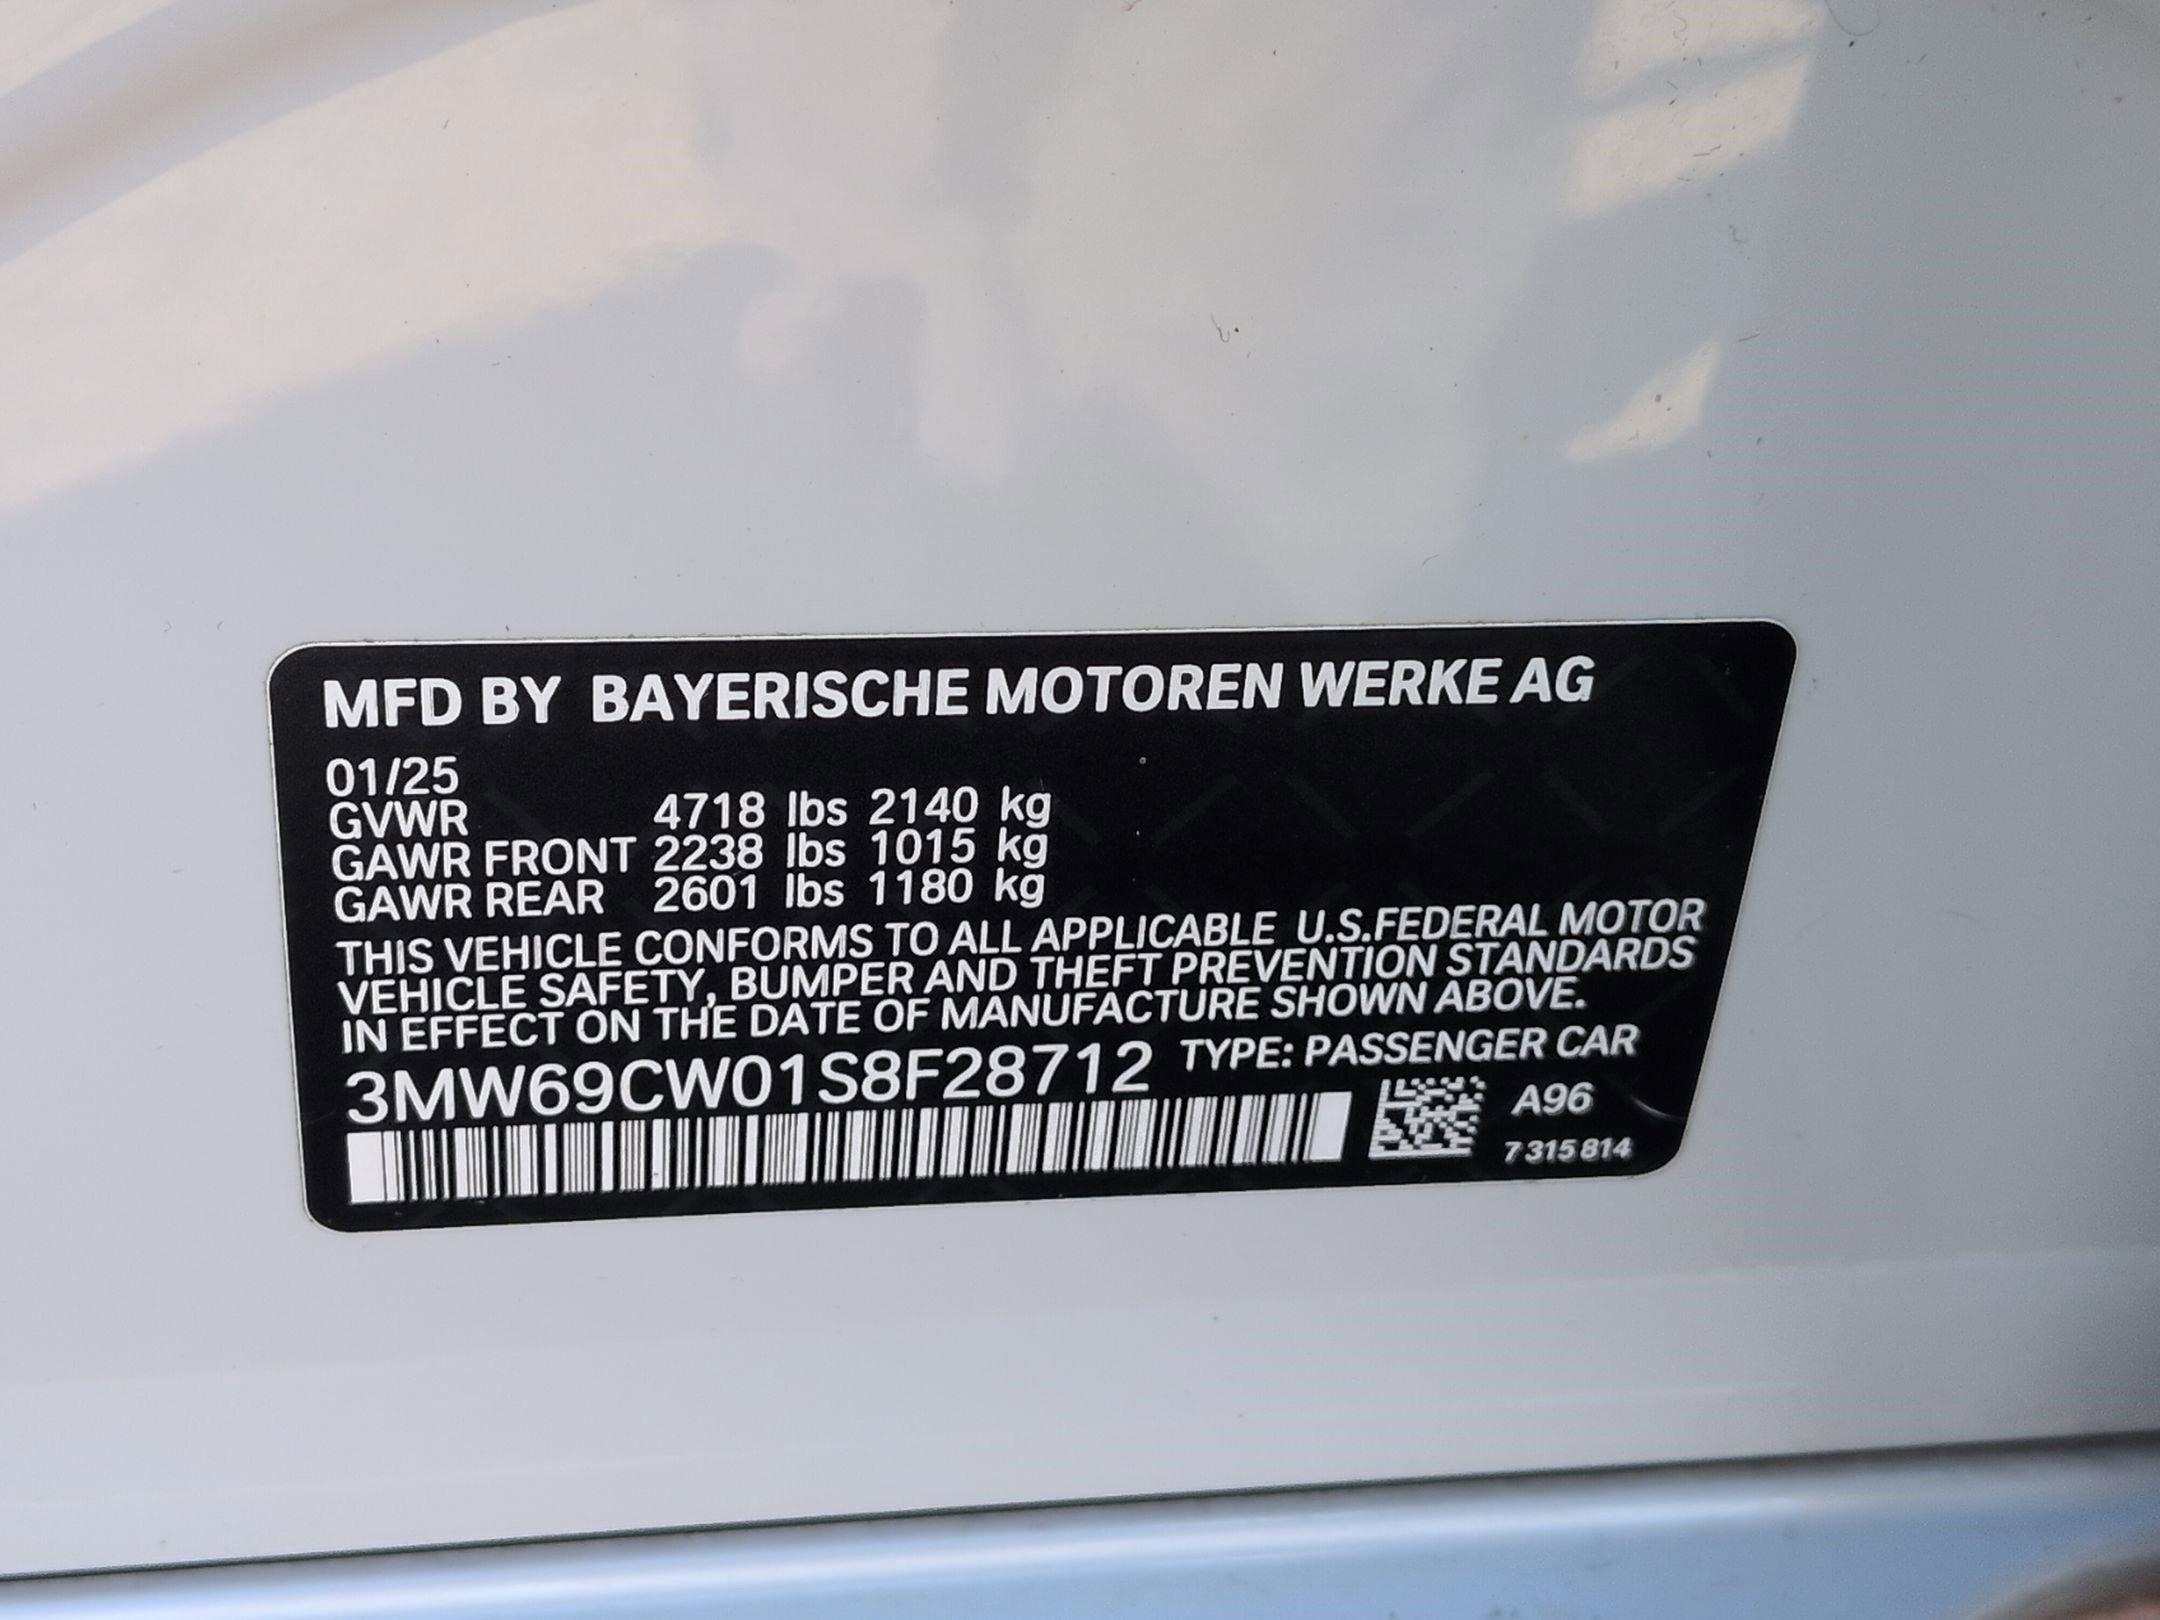 MFD BY BAYERISCHE MOTOREN WERKE AG
01/25
GVWR 4718 lbs 2140 kg
GAWR FRONT 2238 lbs 1015 kg
GAWR REAR 2601 lbs 1180 kg
THIS VEHICLE CONFORMS TO ALL APPLICABLE U.S.FEDERAL MOTOR
VEHICLE SAFETY, BUMPER AND THEFT PREVENTION STANDARDS
IN EFFECT ON THE DATE OF MANUFACTURE SHOWN ABOVE.
3MW69CW01S8F28712 TYPE: PASSENGER CAR
A96
7 315 814